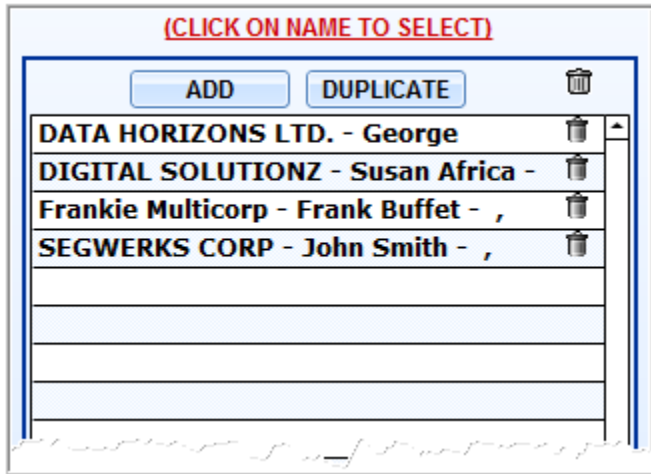 (CLICK ON NAME TO SELECT)
ADD DUPLICATE
DATA HORIZONS LTD. - George
DIGITAL SOLUTIONZ - Susan Africa -
Frankie Multicorp - Frank Buffet - ,
SEGWERKS CORP - John Smith - ,